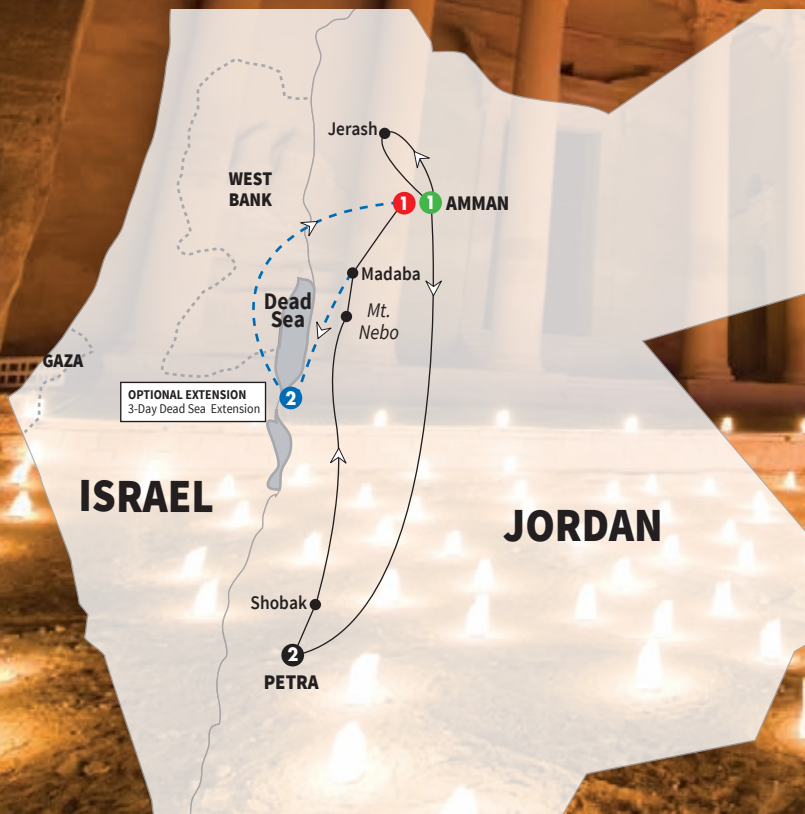 Jerash
WEST
BANK
1
1
AMMAN
Madaba
Dead
Sea
Mt.
Nebo
GAZA
OPTIONAL EXTENSION
3-Day Dead Sea Extension
2
ISRAEL
JORDAN
Shobak
2
PETRA